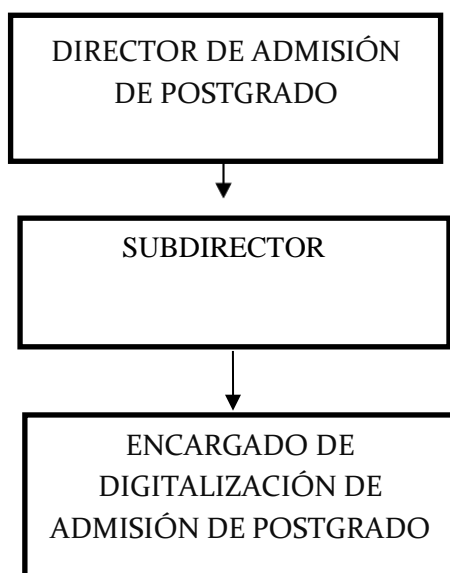 DIRECTOR DE ADMISIÓN
DE POSTGRADO
SUBDIRECTOR
ENCARGADO DE
DIGITALIZACIÓN DE
ADMISIÓN DE POSTGRADO